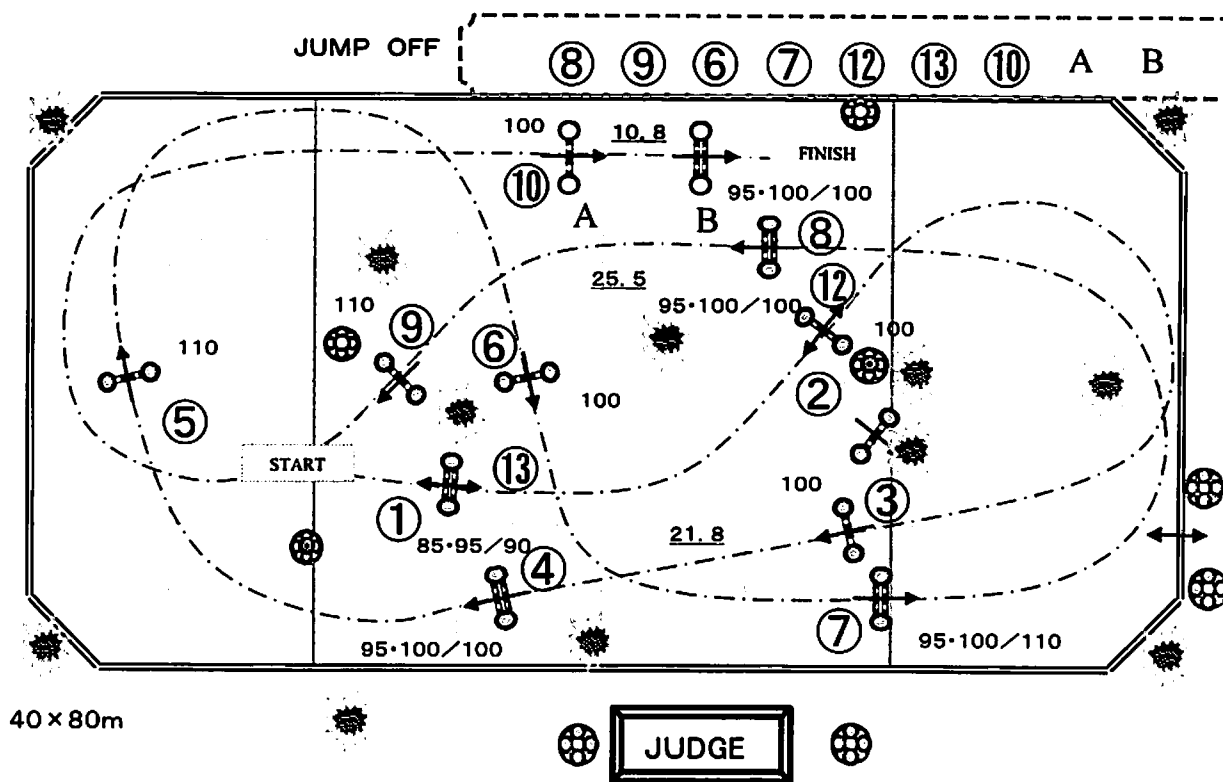 JUMP OFF ⑧ ⑨ ⑥ ⑦ ⑫ ⑬ ⑩ A B
100 10.8 FINISH
⑩ A B 95・100/100
⑧
25.5 ⑫
95・100/100
110 ⑨ 100
110 ⑥
⑤ 100 ②
START ⑬
① 100 ③
85・95/90 21.8
④
⑦
95・100/100 95・100/110
40×80m
JUDGE